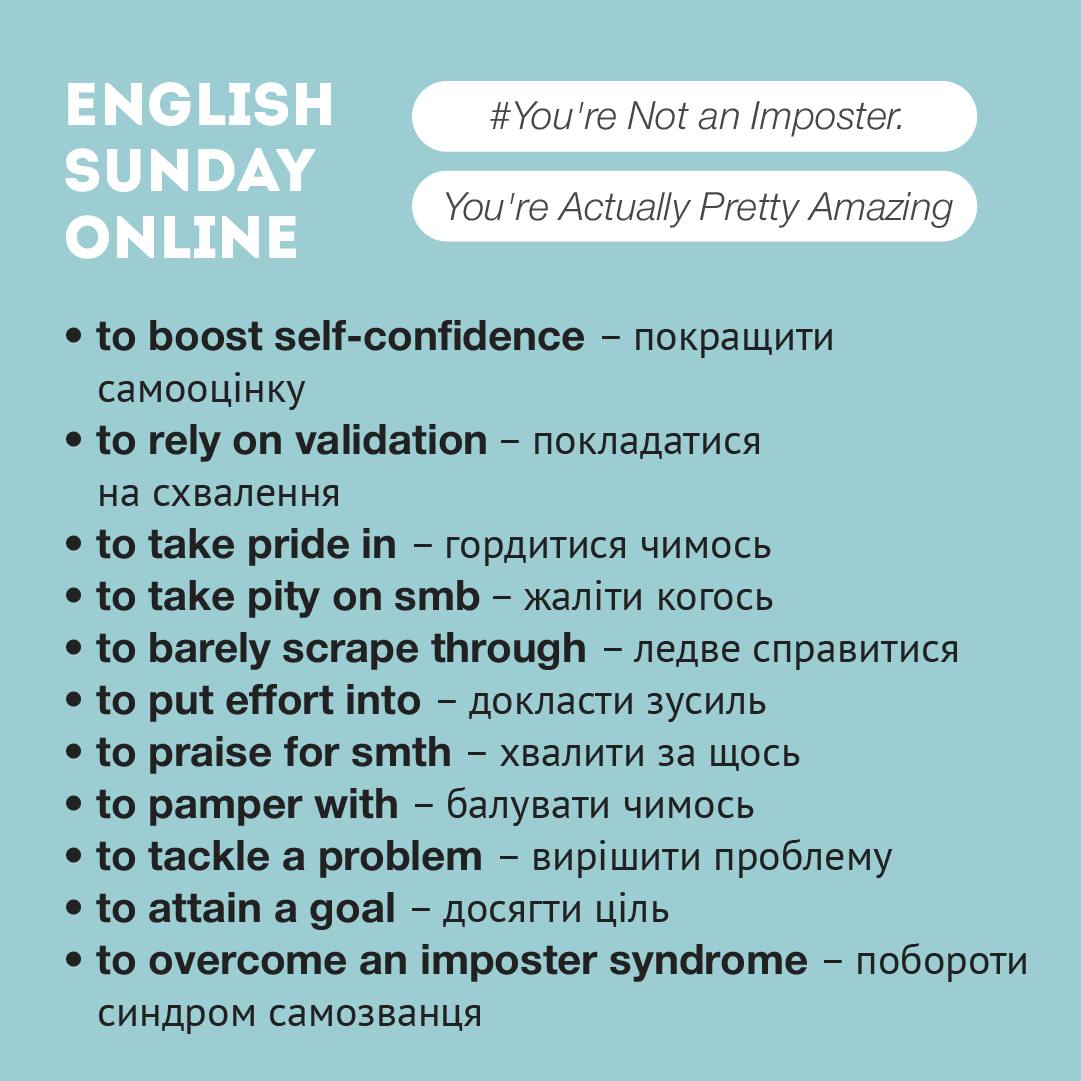 ENGLISH
SUNDAY
ONLINE
#You're Not an Imposter.
You're Actually Pretty Amazing
• to boost self-confidence – покращити
самооцінку
• to rely on validation – покладатися
на схвалення
• to take pride in – гордитися чимось
• to take pity on smb – жаліти когось
• to barely scrape through – ледве справитися
• to put effort into – докласти зусиль
• to praise for smth – хвалити за щось
• to pamper with – балувати чимось
• to tackle a problem – вирішити проблему
• to attain a goal – досягти ціль
• to overcome an imposter syndrome – побороти
синдром самозванця